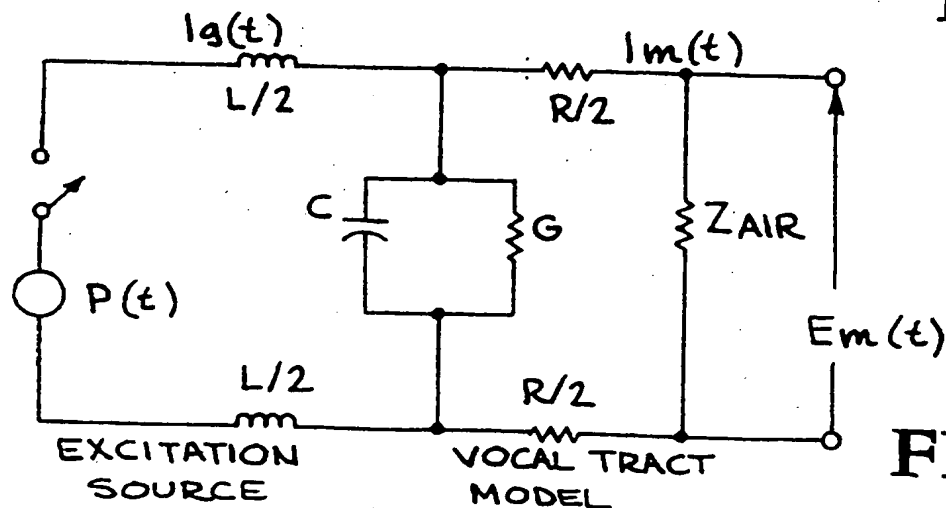 Ig(t)
Im(t)
L/2
R/2
C
G
ZAIR
P(t)
Em(t)
L/2
R/2
EXCITATION
SOURCE
VOCAL TRACT
MODEL